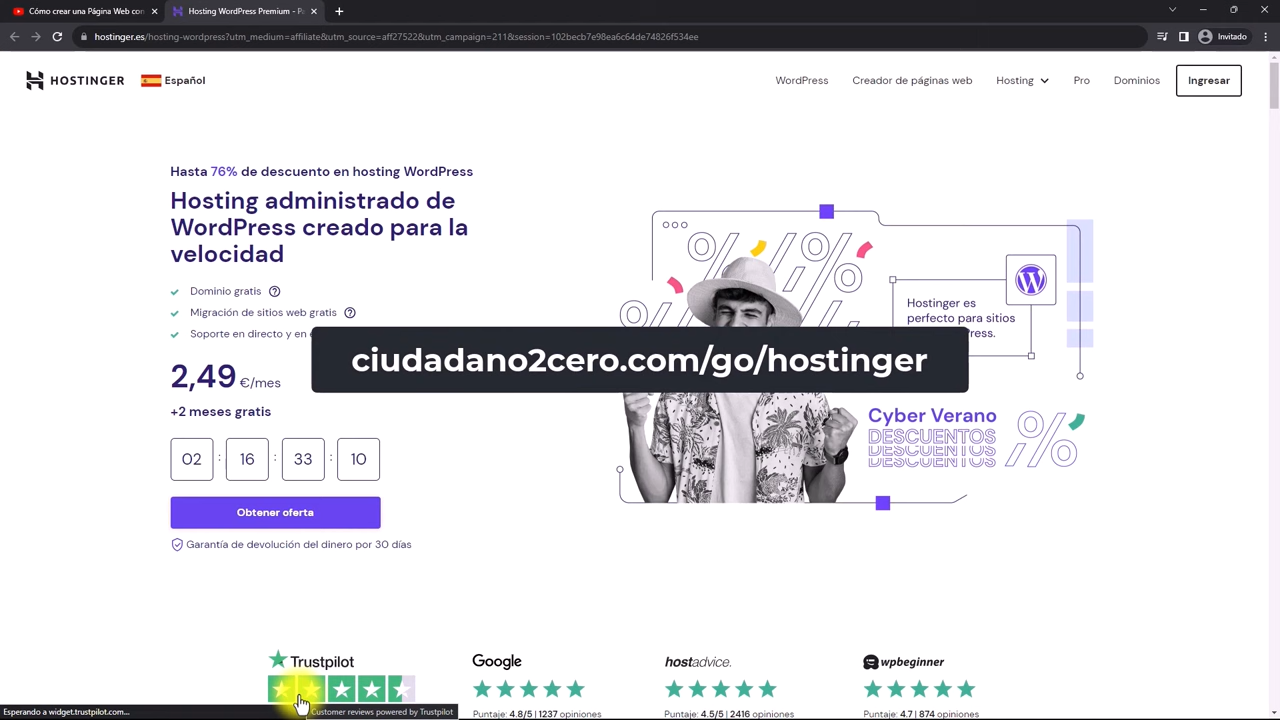 Cómo crear una Página Web con
Hosting WordPress Premium - Pa
hostinger.es/hosting-wordpress?utm_medium=affiliate&utm_source=aff27522&utm_campaign=211&session=102becb7e98ea6c64de74826f534ee
Invitado
HOSTINGER
Español
WordPress
Creador de páginas web
Hosting
Pro
Dominios
Ingresar
Hasta 76% de descuento en hosting WordPress
Hosting administrado de
WordPress creado para la
velocidad
Dominio gratis
Migración de sitios web gratis
Soporte en directo y en
2,49 €/mes
+2 meses gratis
02 : 16 : 33 : 10
Obtener oferta
Garantía de devolución del dinero por 30 días
Hostinger es
perfecto para sitios
ciudadano2cero.com/go/hostinger
Cyber Verano
DESCUENTOS
DESCUENTOS
DESCUENTOS
%
Trustpilot
Google
Puntaje: 4.8/5 | 1237 opiniones
hostadvice.
Puntaje: 4.5/5 | 2416 opiniones
wpbeginner
Puntaje: 4.7 | 874 opiniones
Customer reviews powered by Trustpilot
Esperando a widget.trustpilot.com...